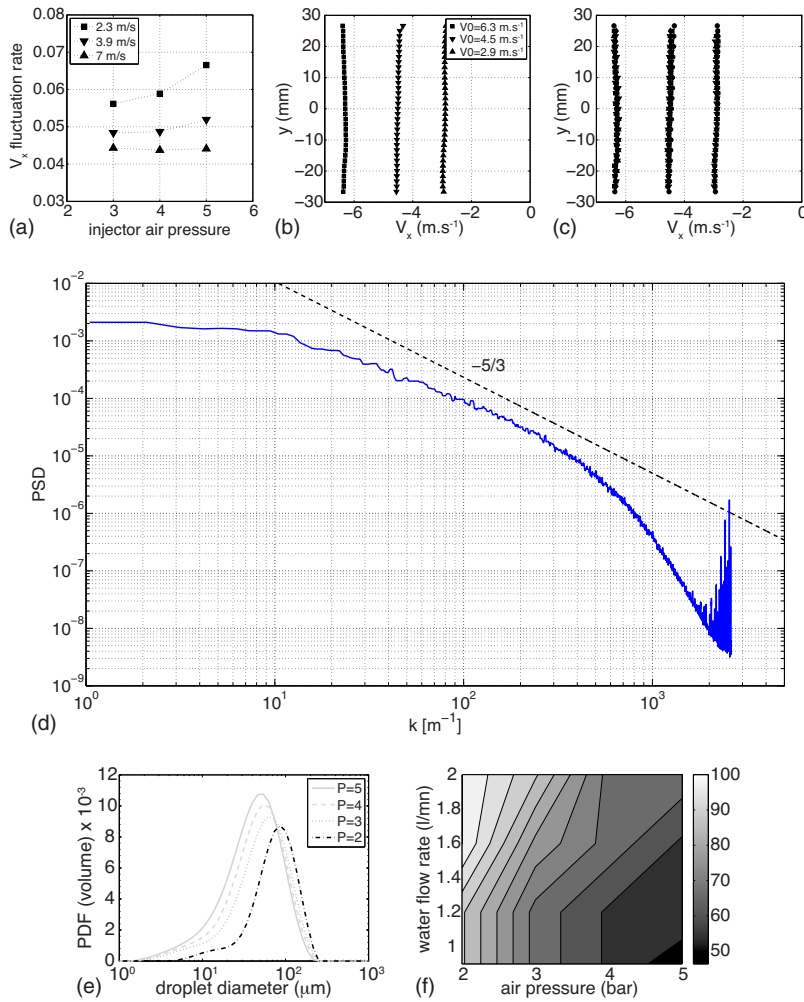 0.08
0.07
0.06
0.05
0.04
0.03
2 3 4 5 6
Vx fluctuation rate
injector air pressure
2.3 m/s
3.9 m/s
7 m/s
(a)
30
20
10
0
−10
−20
−30
−6 −4 −2 0
y (mm)
Vx (m.s-1)
V0=6.3 m.s-1
V0=4.5 m.s-1
V0=2.9 m.s-1
(b)
30
20
10
0
−10
−20
−30
−6 −4 −2 0
y (mm)
Vx (m.s-1)
(c)
10−2
10−3
10−4
10−5
10−6
10−7
10−8
10−9
100 101 102 103
PSD
−5/3
k [m−1]
(d)
12
10
8
6
4
2
0
100 101 102 103
PDF (volume) x 10-3
droplet diameter (μm)
P=5
P=4
P=3
P=2
(e)
2
1.6
1.2
1
2 3 4 5
water flow rate (l/mn)
air pressure (bar)
100
90
80
70
60
50
(f)